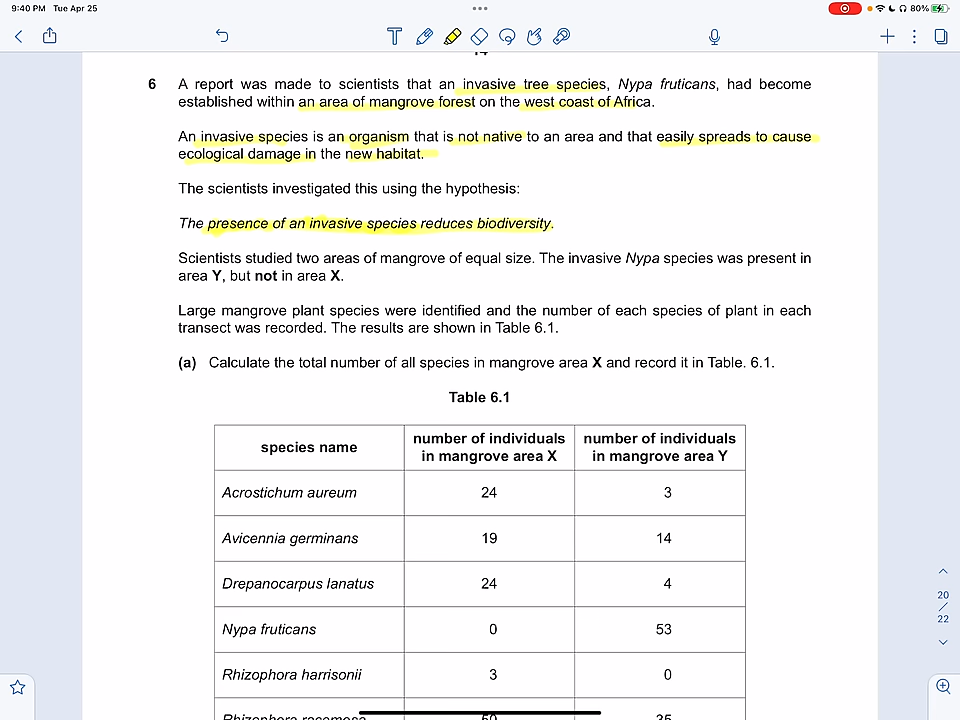 9:40 PM Tue Apr 25
80%
6 A report was made to scientists that an invasive tree species, Nypa fruticans, had become
established within an area of mangrove forest on the west coast of Africa.
An invasive species is an organism that is not native to an area and that easily spreads to cause
ecological damage in the new habitat.
The scientists investigated this using the hypothesis:
The presence of an invasive species reduces biodiversity.
Scientists studied two areas of mangrove of equal size. The invasive Nypa species was present in
area Y, but not in area X.
Large mangrove plant species were identified and the number of each species of plant in each
transect was recorded. The results are shown in Table 6.1.
(a) Calculate the total number of all species in mangrove area X and record it in Table. 6.1.
Table 6.1
species name number of individuals in mangrove area X number of individuals in mangrove area Y
Acrostichum aureum 24 3
Avicennia germinans 19 14
Drepanocarpus lanatus 24 4
Nypa fruticans 0 53
Rhizophora harrisonii 3 0
Rhizophora racemosa 50 35
20
/
22